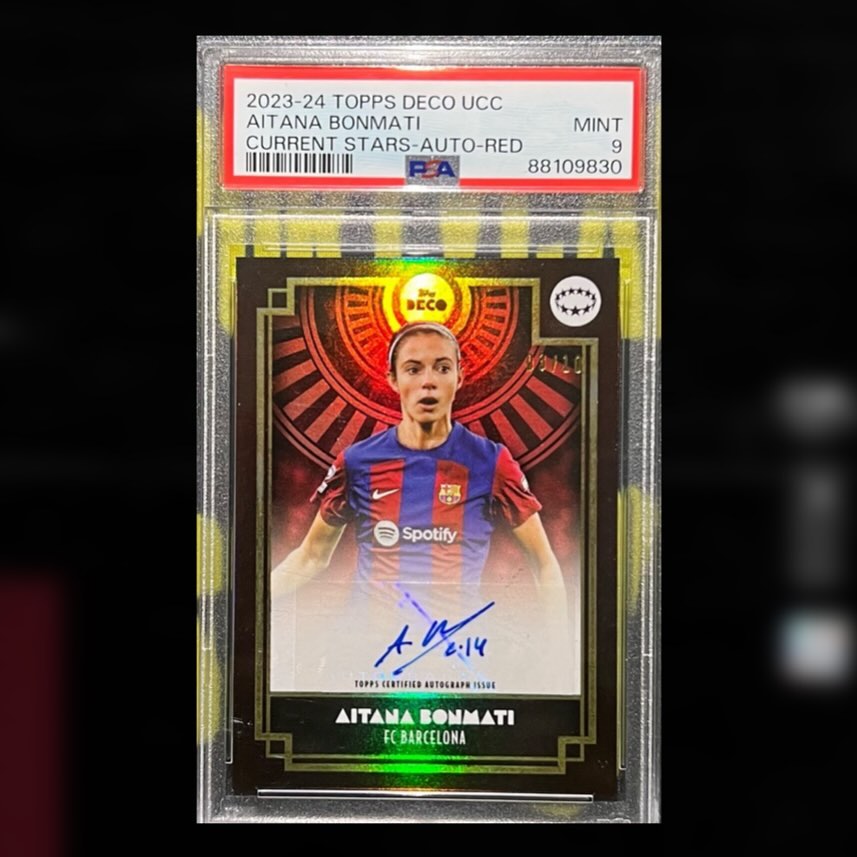 2023-24 TOPPS DECO UCC
AITANA BONMATI MINT
CURRENT STARS-AUTO-RED 9
PSA 88109830
Topps
DECO
Spotify
TOPPS CERTIFIED AUTOGRAPH ISSUE
AITANA BONMATI
FC BARCELONA